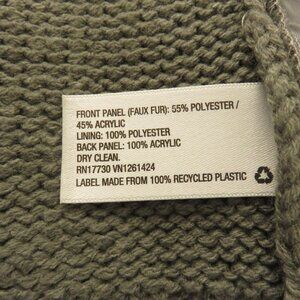 FRONT PANEL (FAUX FUR): 55% POLYESTER /
45% ACRYLIC
LINING: 100% POLYESTER
BACK PANEL: 100% ACRYLIC
DRY CLEAN.
RN17730 VN1261424
LABEL MADE FROM 100% RECYCLED PLASTIC